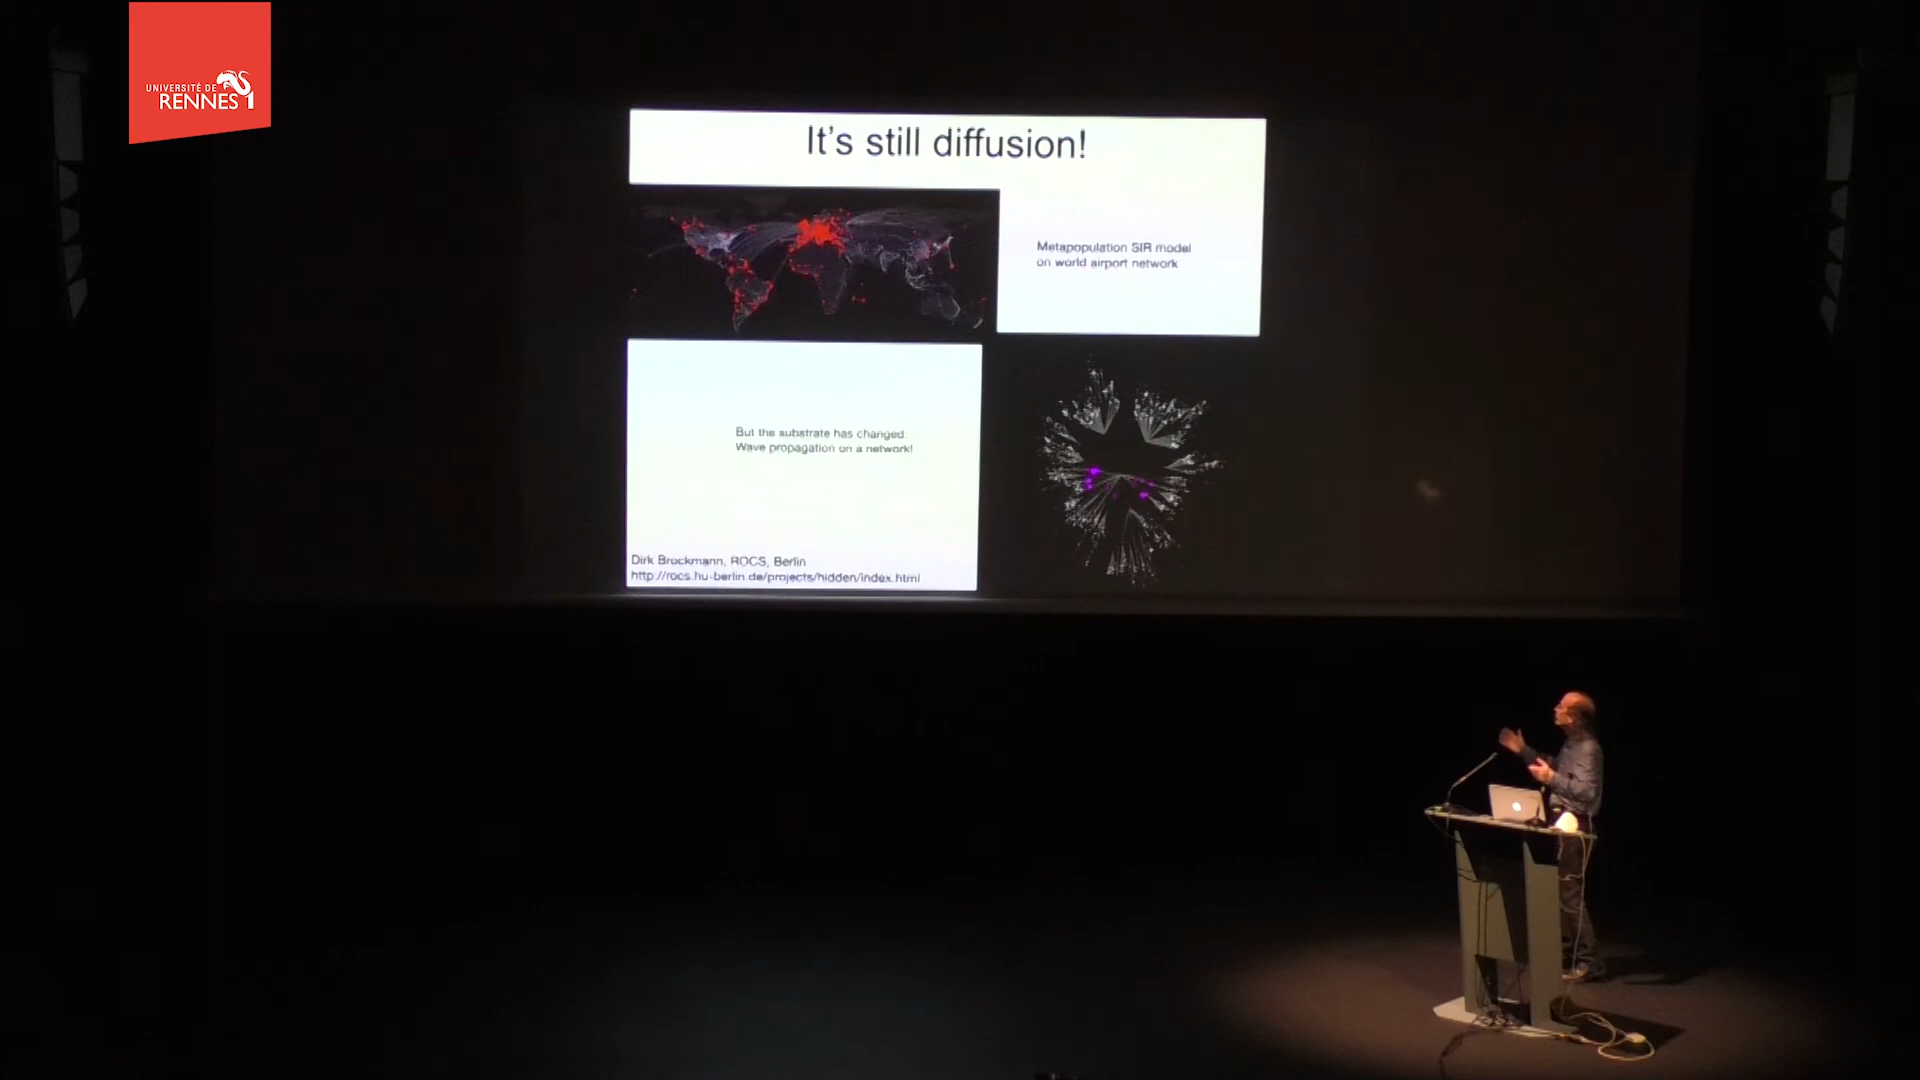 UNIVERSITÉ DE
RENNES 1
It's still diffusion!
Metapopulation SIR model
on world airport network
But the substrate has changed.
Wave propagation on a network!
Dirk Brockmann, ROCS, Berlin
http://rocs.hu-berlin.de/projects/hidden/index.html